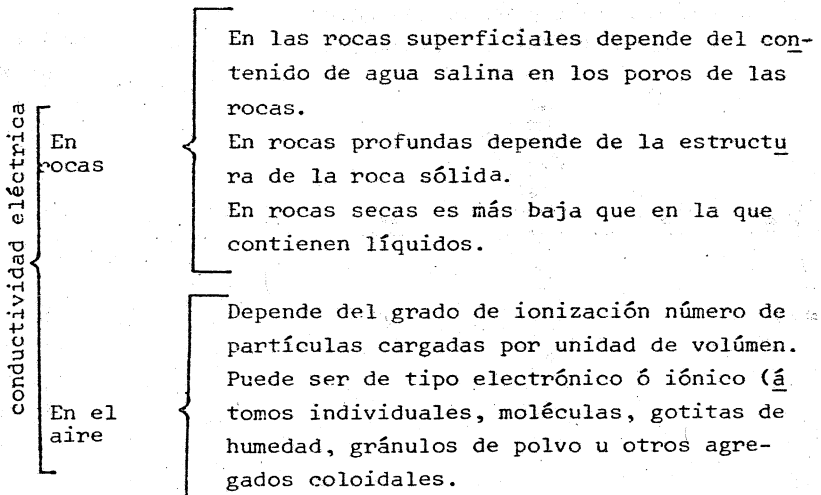 conductividad eléctrica
En
rocas
En las rocas superficiales depende del con-
tenido de agua salina en los poros de las
rocas.
En rocas profundas depende de la estructu
ra de la roca sólida.
En rocas secas es más baja que en la que
contienen líquidos.
En el
aire
Depende del grado de ionización número de
partículas cargadas por unidad de volúmen.
Puede ser de tipo electrónico ó iónico (á
tomos individuales, moléculas, gotitas de
humedad, gránulos de polvo u otros agre-
gados coloidales.